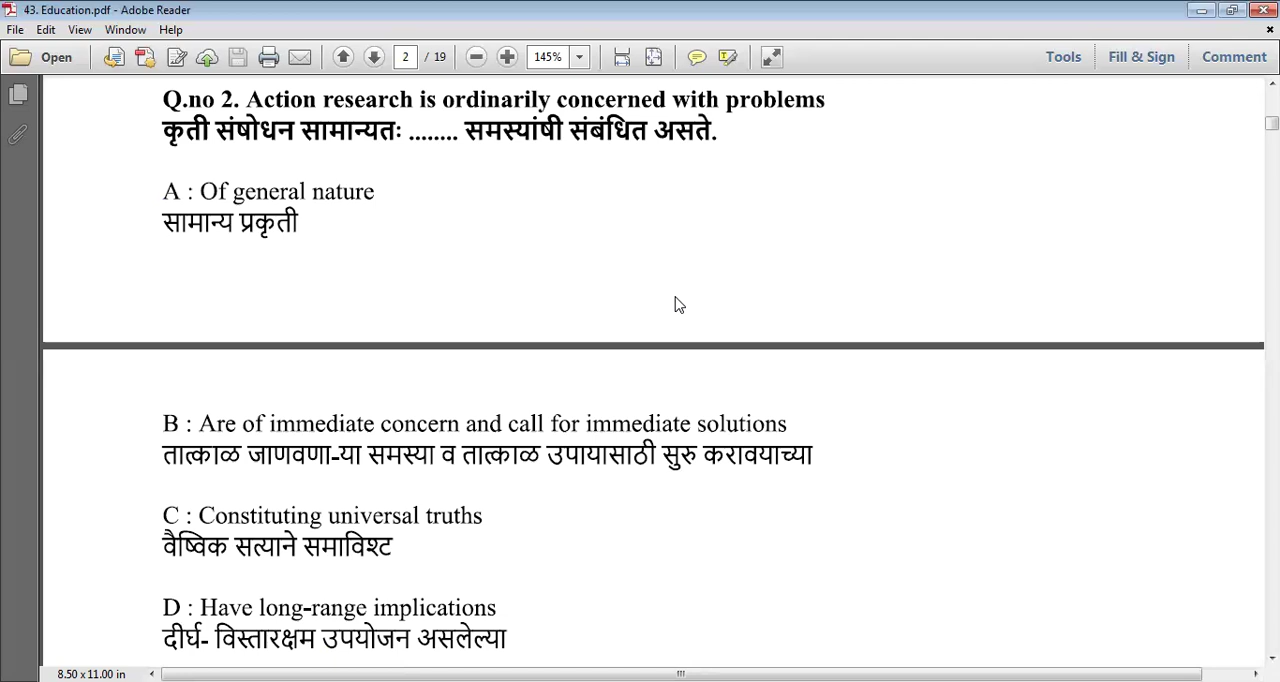 43. Education.pdf - Adobe Reader
File Edit View Window Help
Open 2 / 19 145% Tools Fill & Sign Comment
Q.no 2. Action research is ordinarily concerned with problems
कृती संषोधन सामान्यतः ........ समस्यांषी संबंधित असते.
A : Of general nature
सामान्य प्रकृती
B : Are of immediate concern and call for immediate solutions
तात्काळ जाणवणा-या समस्या व तात्काळ उपायासाठी सुरु करावयाच्या
C : Constituting universal truths
वैष्विक सत्याने समाविश्ट
D : Have long-range implications
दीर्घ- विस्तारक्षम उपयोजन असलेल्या
8.50 x 11.00 in